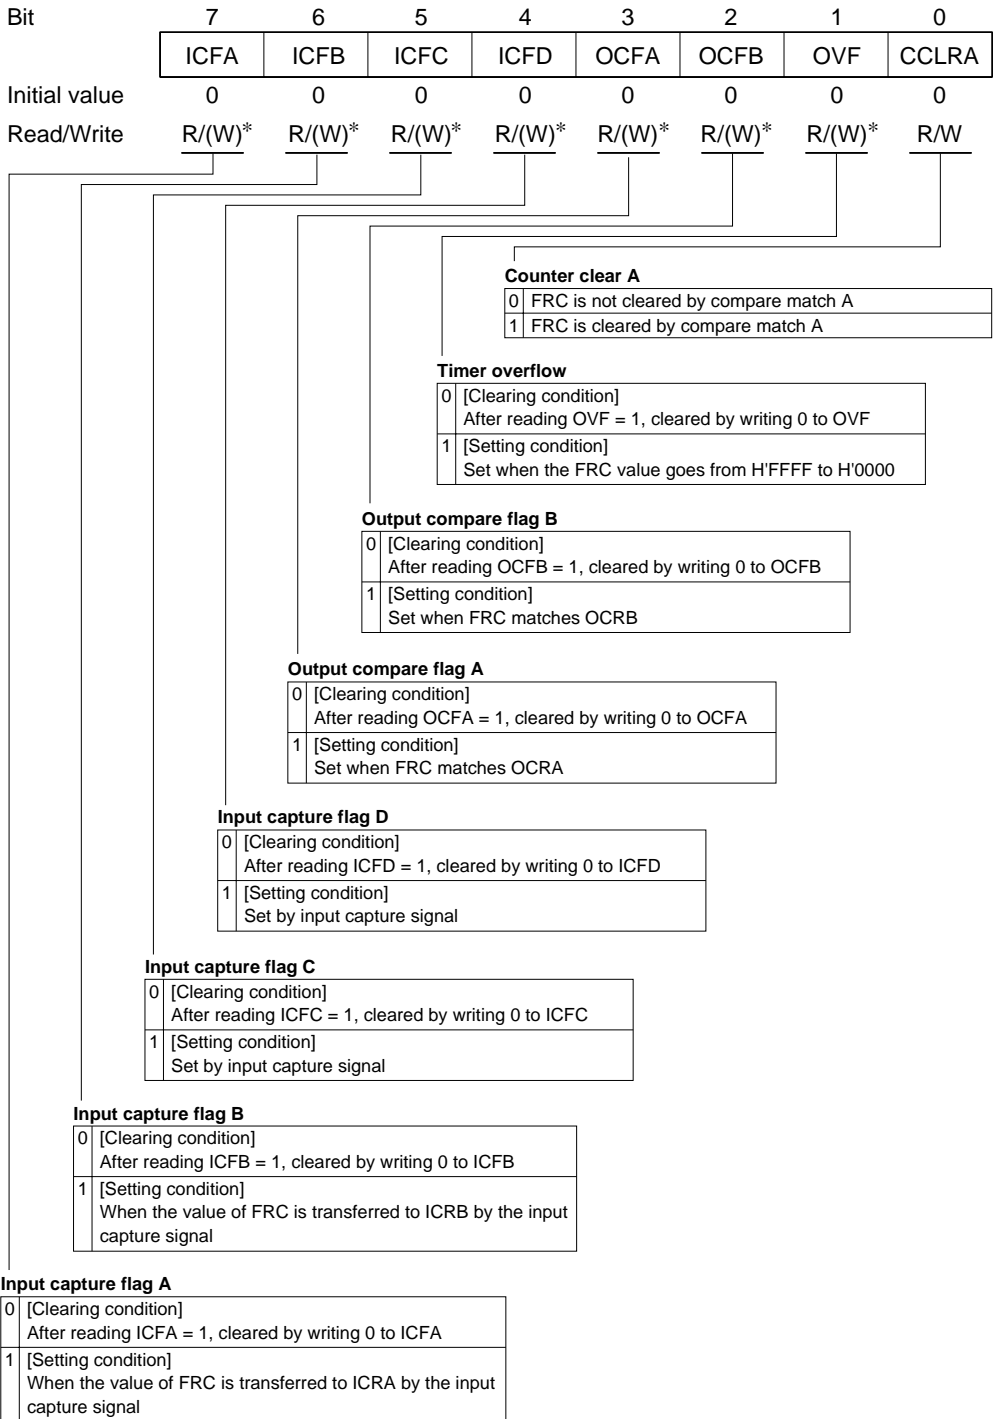 Bit 7 6 5 4 3 2 1 0
ICFA ICFB ICFC ICFD OCFA OCFB OVF CCLRA
Initial value 0 0 0 0 0 0 0 0
Read/Write R/(W)* R/(W)* R/(W)* R/(W)* R/(W)* R/(W)* R/(W)* R/W
Counter clear A
0 FRC is not cleared by compare match A
1 FRC is cleared by compare match A
Timer overflow
0 [Clearing condition]
After reading OVF = 1, cleared by writing 0 to OVF
1 [Setting condition]
Set when the FRC value goes from H'FFFF to H'0000
Output compare flag B
0 [Clearing condition]
After reading OCFB = 1, cleared by writing 0 to OCFB
1 [Setting condition]
Set when FRC matches OCRB
Output compare flag A
0 [Clearing condition]
After reading OCFA = 1, cleared by writing 0 to OCFA
1 [Setting condition]
Set when FRC matches OCRA
Input capture flag D
0 [Clearing condition]
After reading ICFD = 1, cleared by writing 0 to ICFD
1 [Setting condition]
Set by input capture signal
Input capture flag C
0 [Clearing condition]
After reading ICFC = 1, cleared by writing 0 to ICFC
1 [Setting condition]
Set by input capture signal
Input capture flag B
0 [Clearing condition]
After reading ICFB = 1, cleared by writing 0 to ICFB
1 [Setting condition]
When the value of FRC is transferred to ICRB by the input
capture signal
Input capture flag A
0 [Clearing condition]
After reading ICFA = 1, cleared by writing 0 to ICFA
1 [Setting condition]
When the value of FRC is transferred to ICRA by the input
capture signal